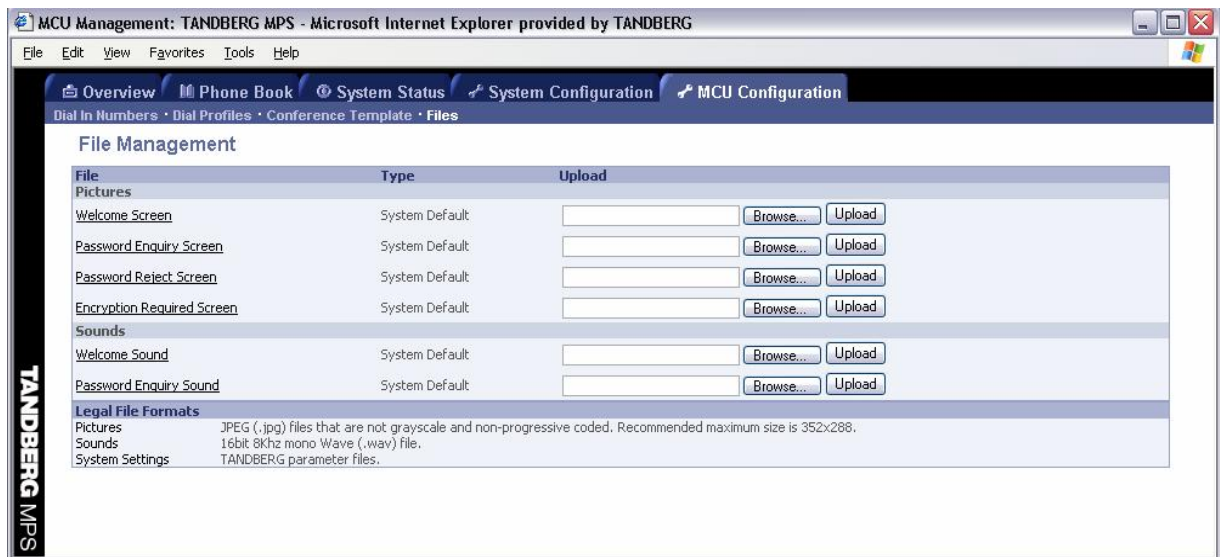 MCU Management: TANDBERG MPS - Microsoft Internet Explorer provided by TANDBERG
File Edit View Favorites Tools Help
Overview Phone Book System Status System Configuration MCU Configuration
Dial In Numbers · Dial Profiles · Conference Template · Files
File Management
File Type Upload
Pictures
Welcome Screen System Default Browse... Upload
Password Enquiry Screen System Default Browse... Upload
Password Reject Screen System Default Browse... Upload
Encryption Required Screen System Default Browse... Upload
Sounds
Welcome Sound System Default Browse... Upload
Password Enquiry Sound System Default Browse... Upload
Legal File Formats
Pictures JPEG (.jpg) files that are not grayscale and non-progressive coded. Recommended maximum size is 352x288.
Sounds 16bit 8Khz mono Wave (.wav) file.
System Settings TANDBERG parameter files.
TANDBERG MPS